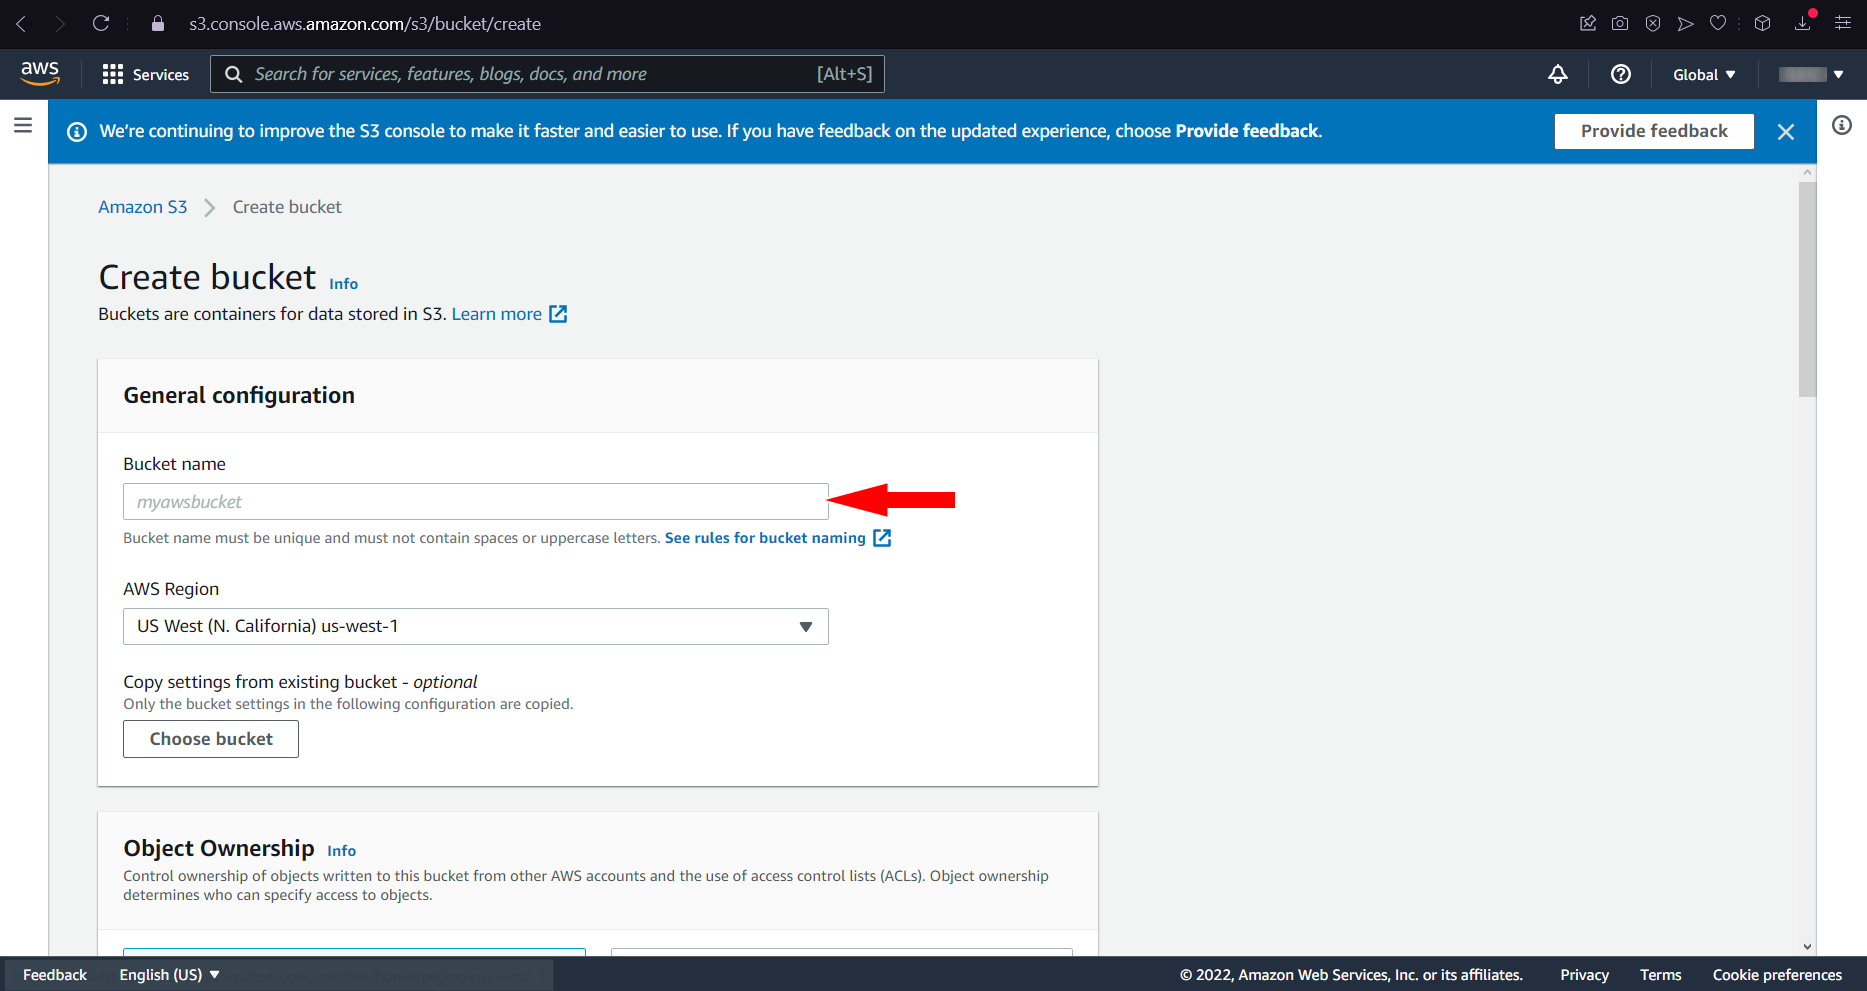 s3.console.aws.amazon.com/s3/bucket/create
aws
Services
Search for services, features, blogs, docs, and more
[Alt+S]
Global
We're continuing to improve the S3 console to make it faster and easier to use. If you have feedback on the updated experience, choose Provide feedback.
Provide feedback
Amazon S3
Create bucket
Create bucket
Info
Buckets are containers for data stored in S3. Learn more
General configuration
Bucket name
myawsbucket
Bucket name must be unique and must not contain spaces or uppercase letters. See rules for bucket naming
AWS Region
US West (N. California) us-west-1
Copy settings from existing bucket - optional
Only the bucket settings in the following configuration are copied.
Choose bucket
Object Ownership
Info
Control ownership of objects written to this bucket from other AWS accounts and the use of access control lists (ACLs). Object ownership
determines who can specify access to objects.
Feedback
English (US)
© 2022, Amazon Web Services, Inc. or its affiliates.
Privacy
Terms
Cookie preferences